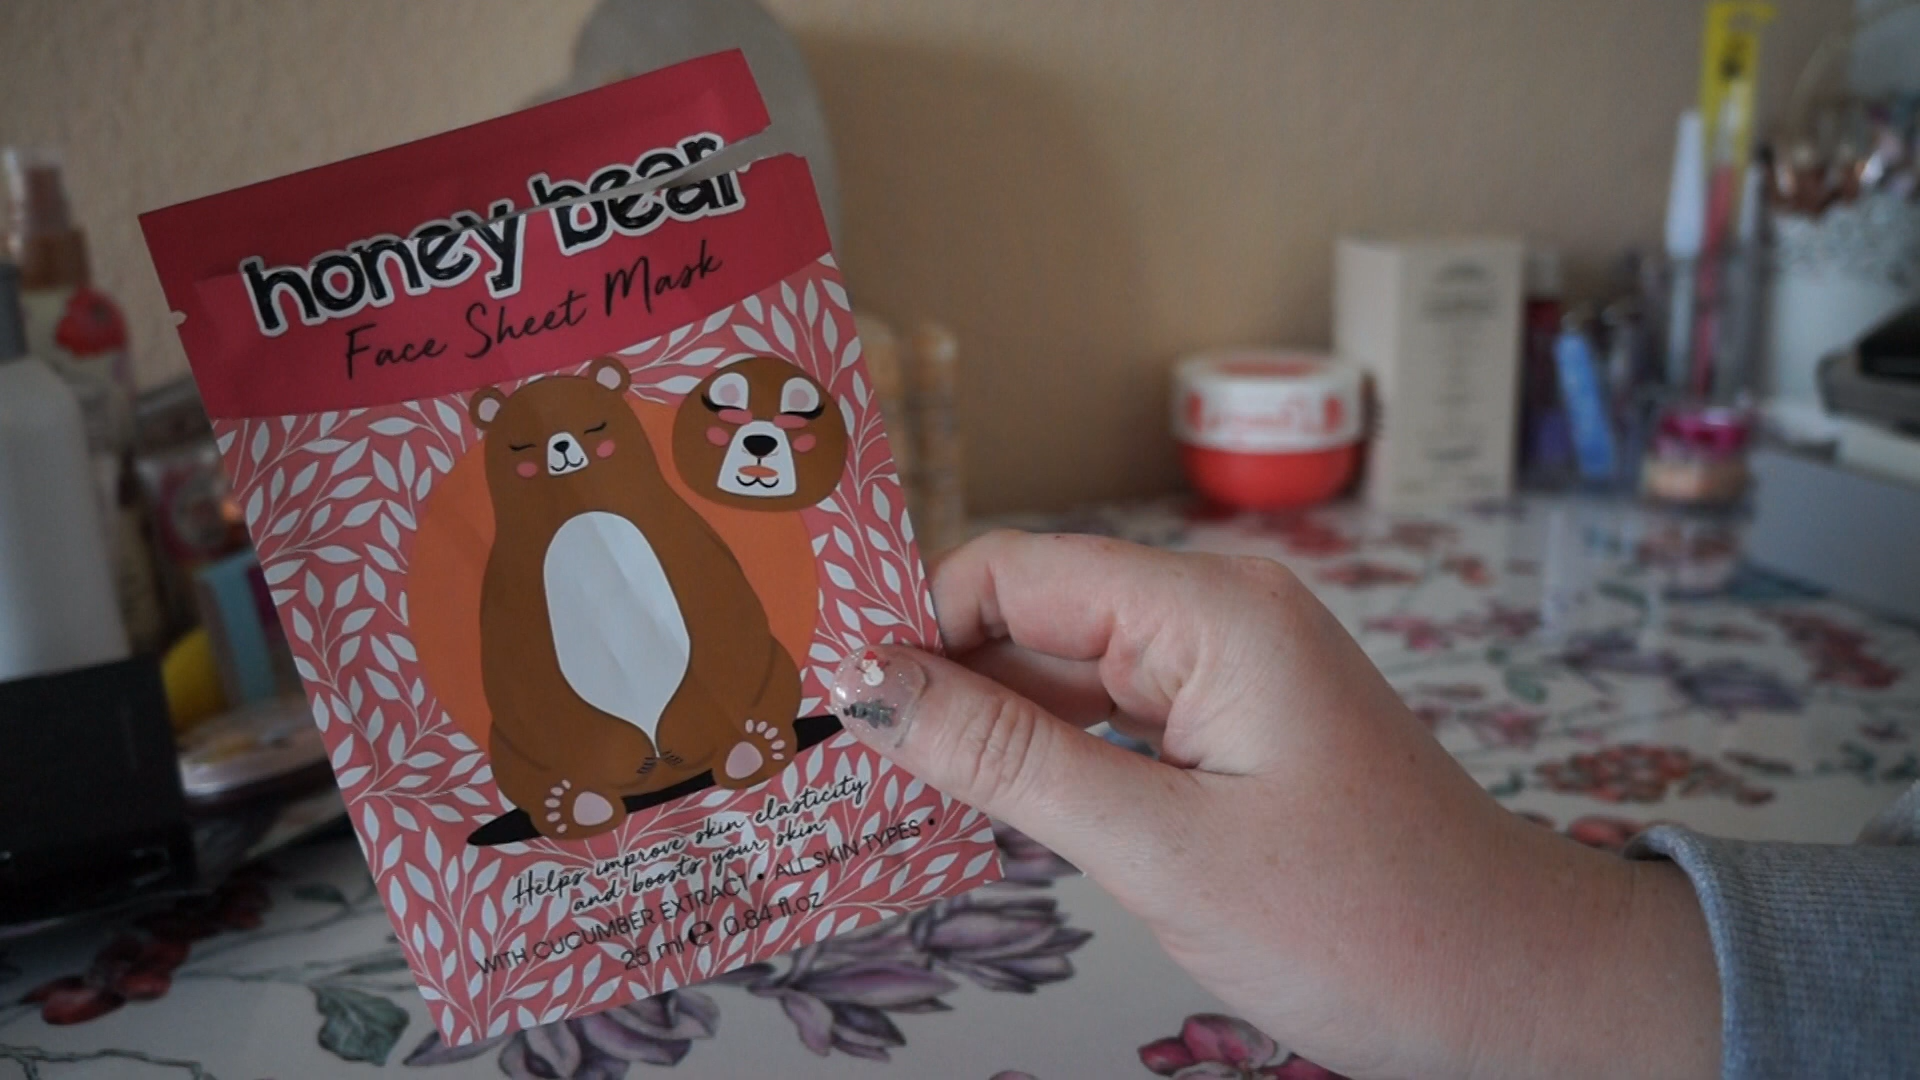 honey bear
Face Sheet Mask
Helps improve skin elasticity
and boosts your skin
WITH CUCUMBER EXTRACT • ALL SKIN TYPES •
25 ml ℮ 0.84 fl.oz